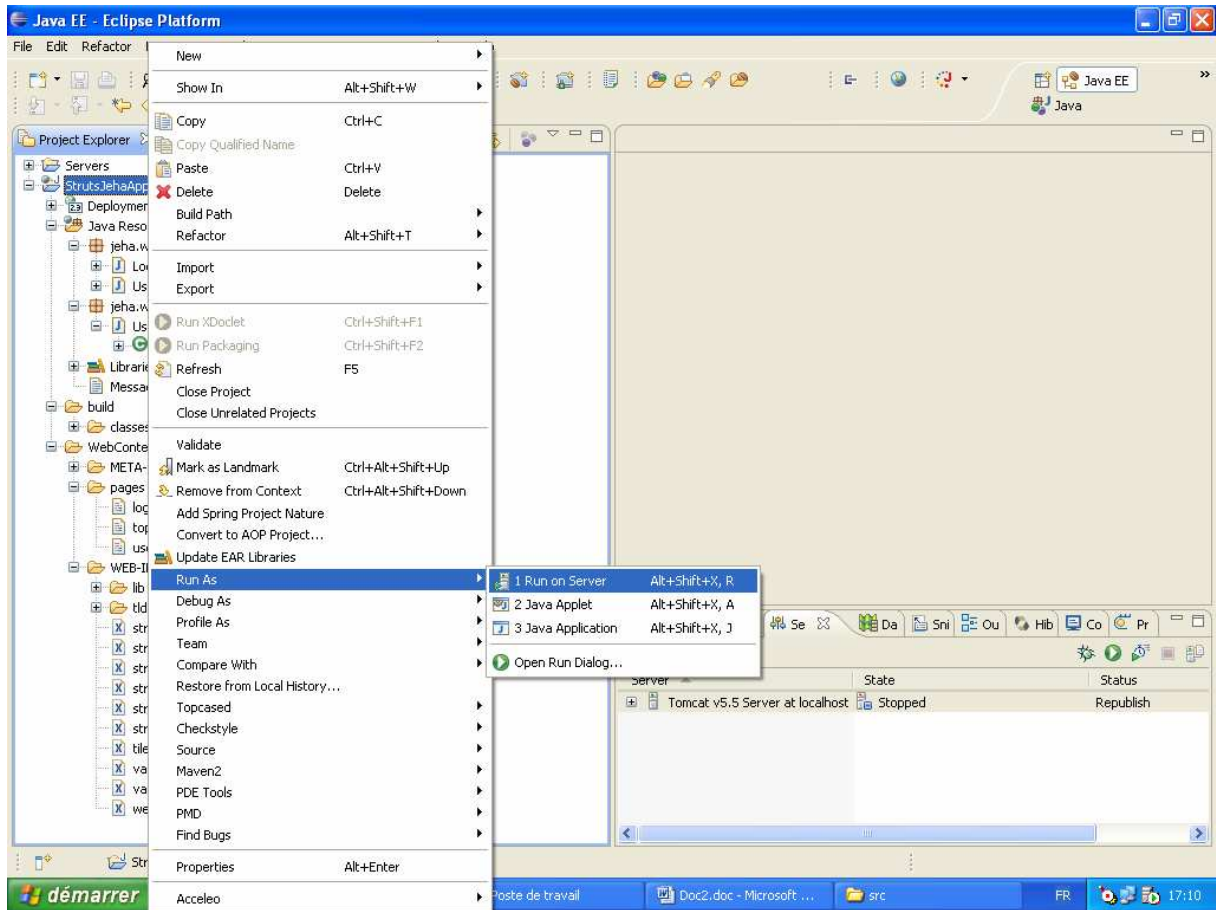 Java EE - Eclipse Platform
File Edit Refactor
Java EE
»
Java
Project Explorer
Servers
StrutsJehaApp
Deploymen
Java Reso
jeha.w
Lo
Us
jeha.w
Us
Librarie
Messa
build
classes
WebConte
META-
pages
log
top
use
WEB-I
lib
tld
str
str
str
str
str
str
tile
va
va
we
New
Show In Alt+Shift+W
Copy Ctrl+C
Copy Qualified Name
Paste Ctrl+V
Delete Delete
Build Path
Refactor Alt+Shift+T
Import
Export
Run XDoclet Ctrl+Shift+F1
Run Packaging Ctrl+Shift+F2
Refresh F5
Close Project
Close Unrelated Projects
Validate
Mark as Landmark Ctrl+Alt+Shift+Up
Remove from Context Ctrl+Alt+Shift+Down
Add Spring Project Nature
Convert to AOP Project...
Update EAR Libraries
Run As
Debug As
Profile As
Team
Compare With
Restore from Local History...
Topcased
Checkstyle
Source
Maven2
PDE Tools
PMD
Find Bugs
Properties Alt+Enter
Acceleo
1 Run on Server Alt+Shift+X, R
2 Java Applet Alt+Shift+X, A
3 Java Application Alt+Shift+X, J
Open Run Dialog...
Se Da Sni Ou Hib Co Pr
Server State Status
Tomcat v5.5 Server at localhost Stopped Republish
Str
démarrer Poste de travail Doc2.doc - Microsoft ... src FR 17:10